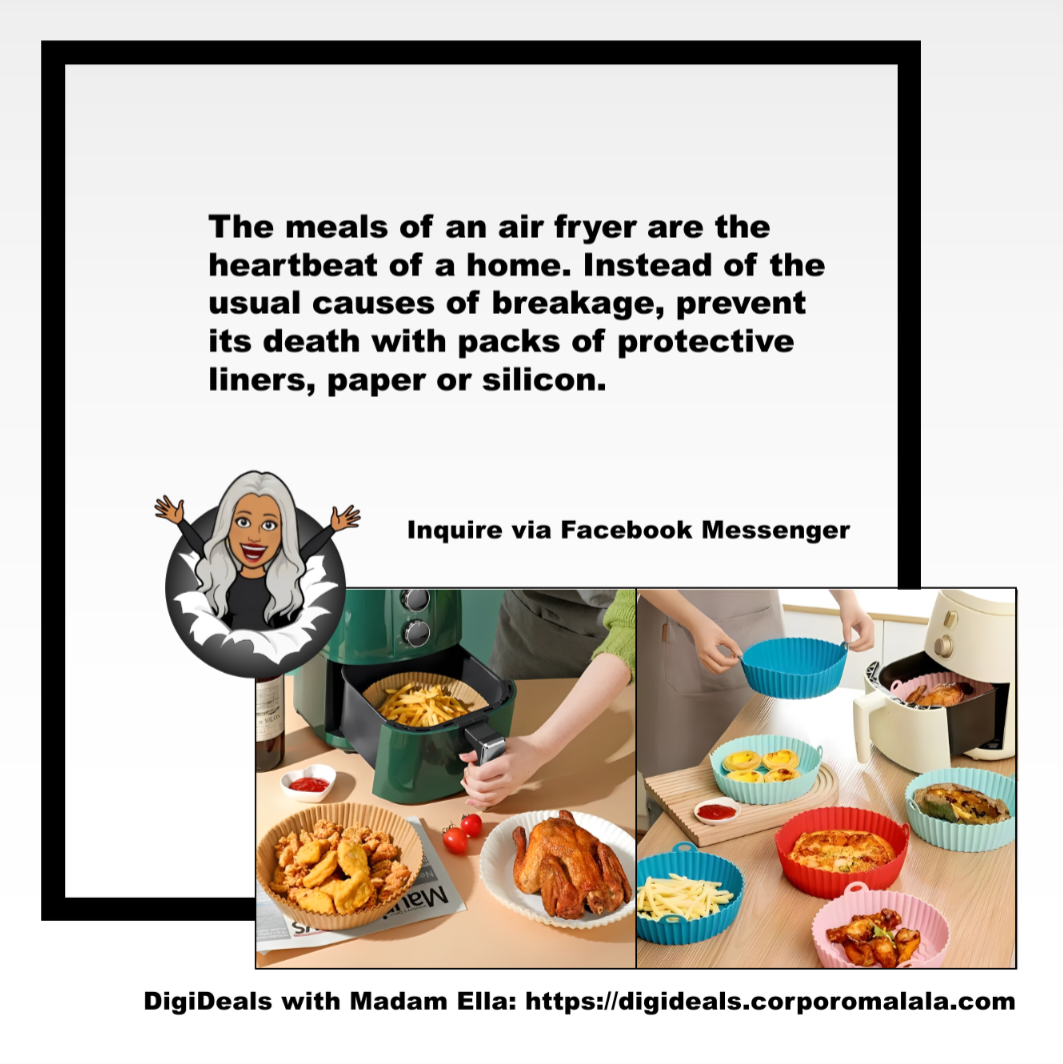 The meals of an air fryer are the
heartbeat of a home. Instead of the
usual causes of breakage, prevent
its death with packs of protective
liners, paper or silicon.
Inquire via Facebook Messenger
DigiDeals with Madam Ella: https://digideals.corporomalala.com